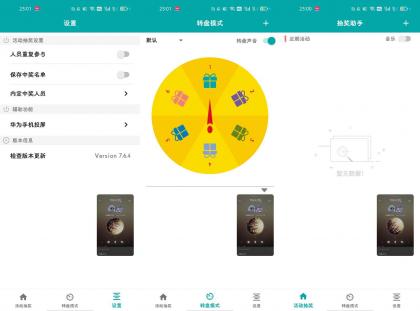 25:01
设置
活动抽奖设置
人员重复参与
保存中奖名单
内定中奖人员
辅助功能
华为手机投屏
版本信息
检查版本更新
Version 7.6.4
活动抽奖
转盘模式
设置
25:01
转盘模式
默认
转盘声音
活动抽奖
转盘模式
设置
25:00
抽奖助手
近期活动
音乐
暂无数据!
活动抽奖
转盘模式
设置